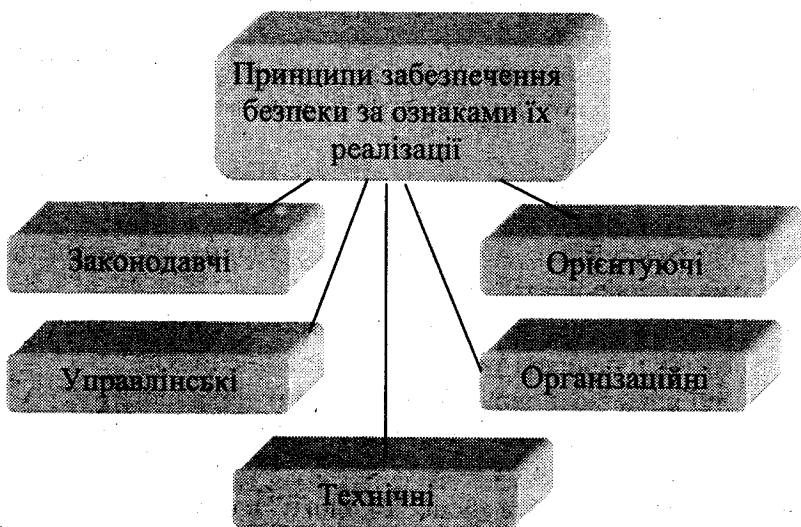 Принципи забезпечення
безпеки за ознаками їх
реалізації
Законодавчі
Орієнтуючі
Управлінські
Організаційні
Технічні